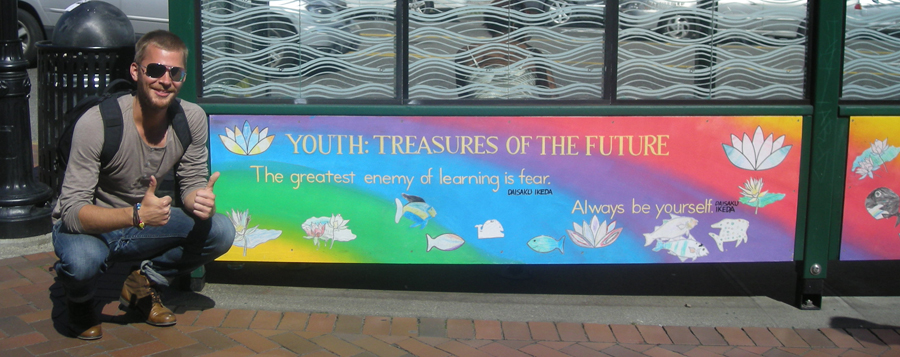 YOUTH: TREASURES OF THE FUTURE
The greatest enemy of learning is fear.
DAISAKU IKEDA
Always be yourself. DAISAKU
IKEDA